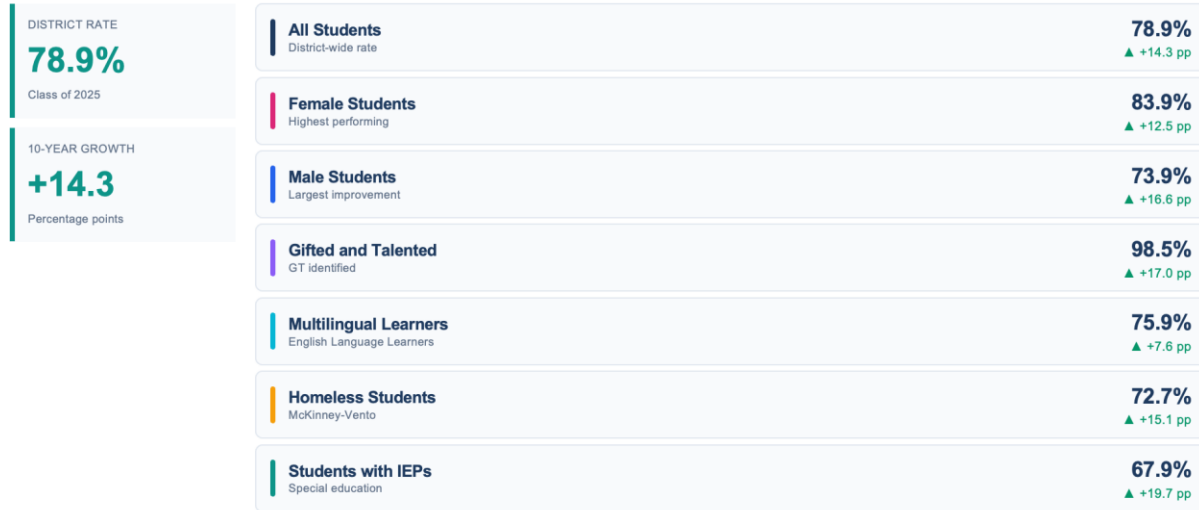 DISTRICT RATE
78.9%
Class of 2025
10-YEAR GROWTH
+14.3
Percentage points
All Students
District-wide rate
78.9%
▲ +14.3 pp
Female Students
Highest performing
83.9%
▲ +12.5 pp
Male Students
Largest improvement
73.9%
▲ +16.6 pp
Gifted and Talented
GT identified
98.5%
▲ +17.0 pp
Multilingual Learners
English Language Learners
75.9%
▲ +7.6 pp
Homeless Students
McKinney-Vento
72.7%
▲ +15.1 pp
Students with IEPs
Special education
67.9%
▲ +19.7 pp